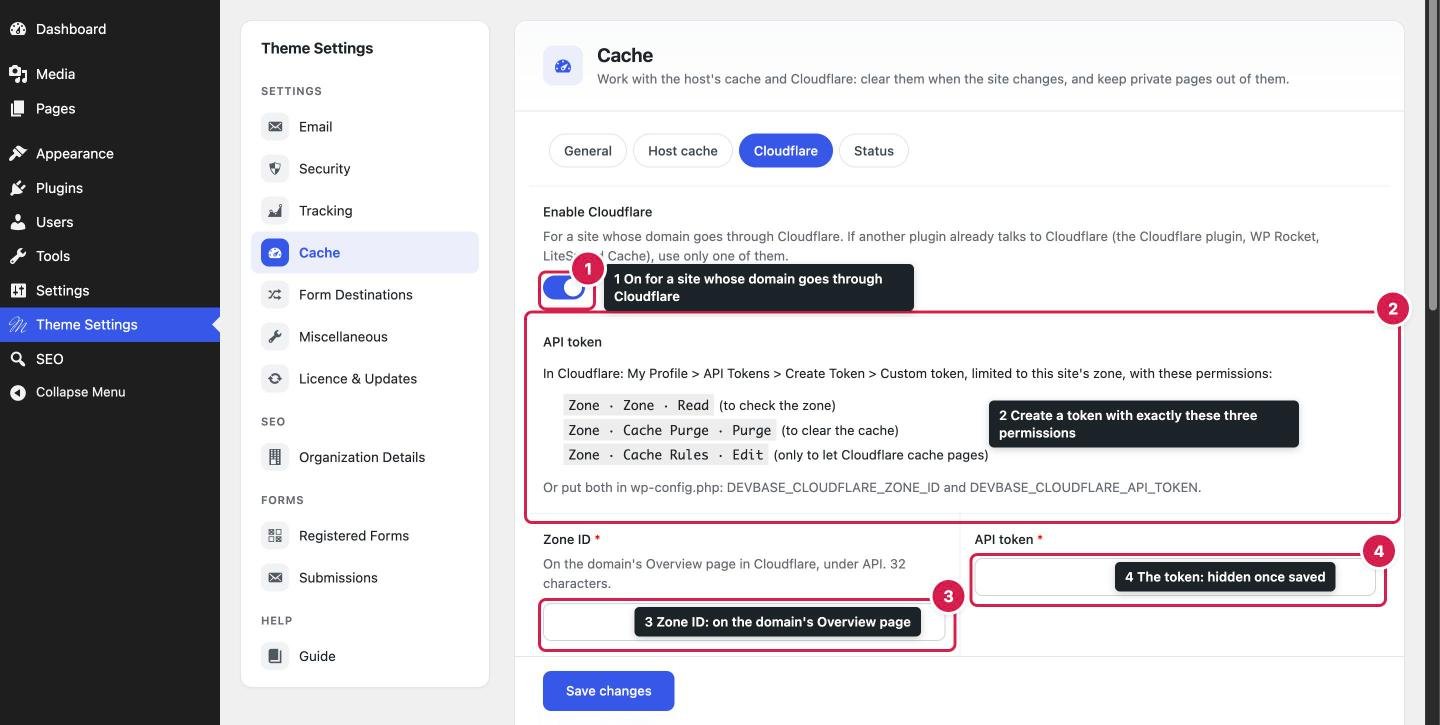 Dashboard
Media
Pages
Appearance
Plugins
Users
Tools
Settings
Theme Settings
SEO
Collapse Menu
Theme Settings
SETTINGS
Email
Security
Tracking
Cache
Form Destinations
Miscellaneous
Licence & Updates
SEO
Organization Details
FORMS
Registered Forms
Submissions
HELP
Guide
Cache
Work with the host's cache and Cloudflare: clear them when the site changes, and keep private pages out of them.
General
Host cache
Cloudflare
Status
Enable Cloudflare
For a site whose domain goes through Cloudflare. If another plugin already talks to Cloudflare (the Cloudflare plugin, WP Rocket,
Cache), use only one of them.
1
1 On for a site whose domain goes through
Cloudflare
2
API token
In Cloudflare: My Profile > API Tokens > Create Token > Custom token, limited to this site's zone, with these permissions:
Zone · Zone · Read (to check the zone)
Zone · Cache Purge · Purge (to clear the cache)
Zone · Cache Rules · Edit (only to let Cloudflare cache pages)
2 Create a token with exactly these three
permissions
Or put both in wp-config.php: DEVBASE_CLOUDFLARE_ZONE_ID and DEVBASE_CLOUDFLARE_API_TOKEN.
Zone ID *
On the domain's Overview page in Cloudflare, under API. 32
characters.
3
3 Zone ID: on the domain's Overview page
API token *
4
4 The token: hidden once saved
Save changes